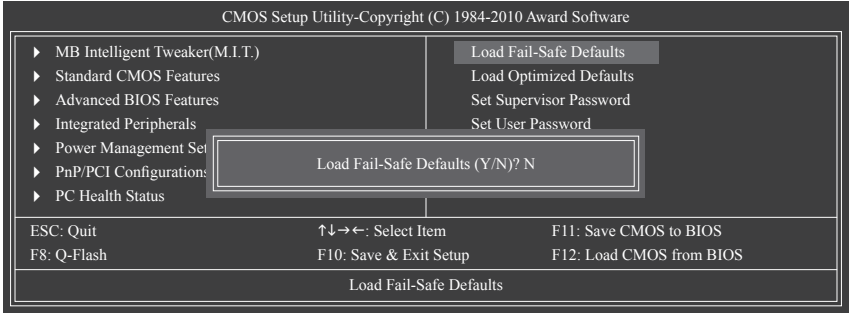 CMOS Setup Utility-Copyright (C) 1984-2010 Award Software
MB Intelligent Tweaker(M.I.T.)
Standard CMOS Features
Advanced BIOS Features
Integrated Peripherals
Power Management Set
PnP/PCI Configurations
PC Health Status
Load Fail-Safe Defaults
Load Optimized Defaults
Set Supervisor Password
Set User Password
Load Fail-Safe Defaults (Y/N)? N
ESC: Quit ↑↓→←: Select Item F11: Save CMOS to BIOS
F8: Q-Flash F10: Save & Exit Setup F12: Load CMOS from BIOS
Load Fail-Safe Defaults